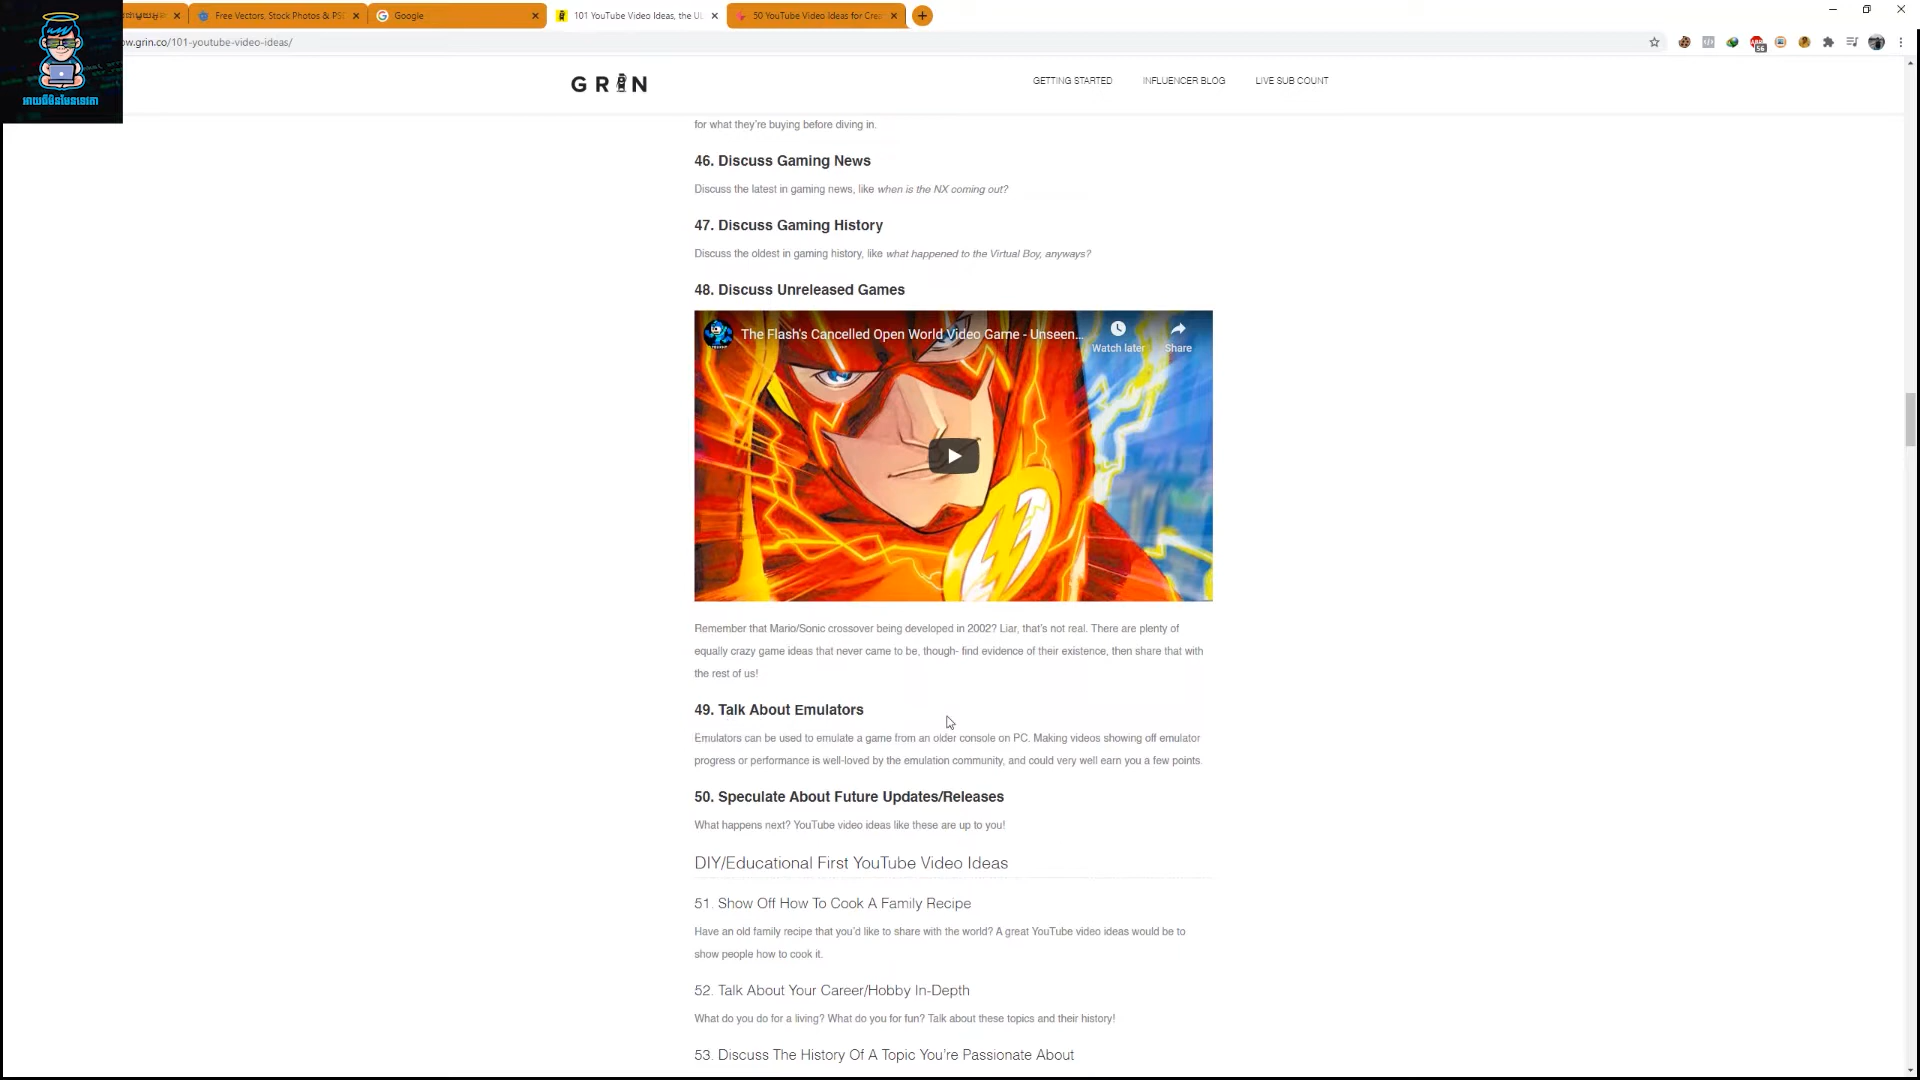 Free Vectors, Stock Photos & PSD
Google
101 YouTube Video Ideas, the Ul
50 YouTube Video Ideas for Crea
ow.grin.co/101-youtube-video-ideas/
56
GRIN
GETTING STARTED
INFLUENCER BLOG
LIVE SUB COUNT
for what they're buying before diving in.
46. Discuss Gaming News
Discuss the latest in gaming news, like when is the NX coming out?
47. Discuss Gaming History
Discuss the oldest in gaming history, like what happened to the Virtual Boy, anyways?
48. Discuss Unreleased Games
The Flash's Cancelled Open World Video Game - Unseen...
Watch later
Share
Remember that Mario/Sonic crossover being developed in 2002? Liar, that's not real. There are plenty of
equally crazy game ideas that never came to be, though- find evidence of their existence, then share that with
the rest of us!
49. Talk About Emulators
Emulators can be used to emulate a game from an older console on PC. Making videos showing off emulator
progress or performance is well-loved by the emulation community, and could very well earn you a few points.
50. Speculate About Future Updates/Releases
What happens next? YouTube video ideas like these are up to you!
DIY/Educational First YouTube Video Ideas
51. Show Off How To Cook A Family Recipe
Have an old family recipe that you'd like to share with the world? A great YouTube video ideas would be to
show people how to cook it.
52. Talk About Your Career/Hobby In-Depth
What do you do for a living? What do you for fun? Talk about these topics and their history!
53. Discuss The History Of A Topic You're Passionate About